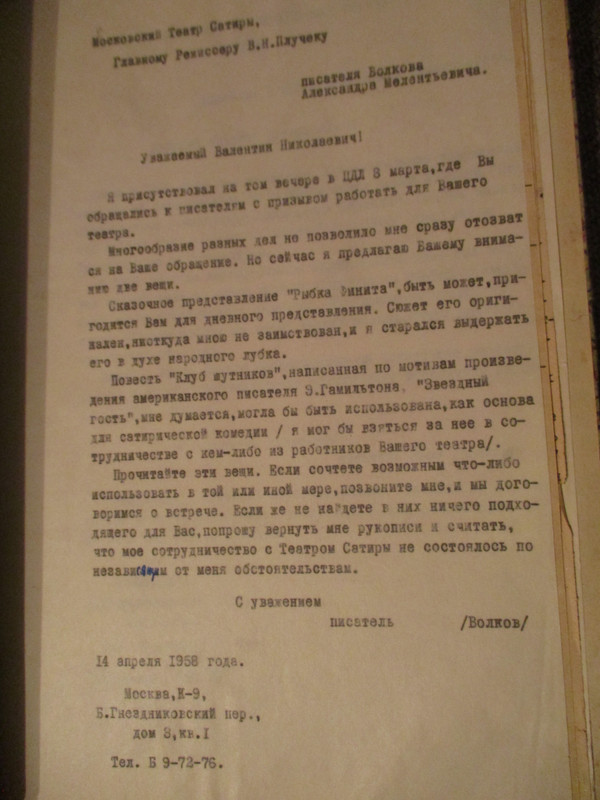 Московский Театр Сатиры,
Главному Режиссеру В.Н.Плучеку
писателя Волкова
Александра Мелентьевича.
Уважаемый Валентин Николаевич!
Я присутствовал на том вечере в ЦДЛ 3 марта,где Вы
обращались к писателям с призывом работать для Вашего
театра.
Многообразие разных дел не позволило мне сразу отозват
ся на Ваше обращение. Но сейчас я предлагаю Вашему внима-
нию две вещи.
Сказочное представление "Рыбка Финита",быть может,при-
годится Вам для дневного представления. Сюжет его ориги-
нален,ниоткуда мною не заимствован,и я старался выдержать
его в духе народного лубка.
Повесть "Клуб шутников",написанная по мотивам произве-
дения американского писателя Э.Гамильтона. "Звездный
гость",мне думается,могла бы быть использована,как основа
для сатирической комедии / я мог бы взяться за нее в со-
трудничестве с кем-либо из работников Вашего театра/.
Прочитайте эти вещи. Если сочтете возможным что-либо
использовать в той или иной мере,позвоните мне,и мы дого-
воримся о встрече. Если же не найдете в них ничего подхо-
дящего для Вас,попрошу вернуть мне рукописи и считать,
что мое сотрудничество с Театром Сатиры не состоялось по
независящим от меня обстоятельствам.
С уважением
писатель /Волков/
14 апреля 1958 года.
Москва,К-9,
Б.Гнездниковский пер.,
дом 3,кв.I
Тел. Б 9-72-76.